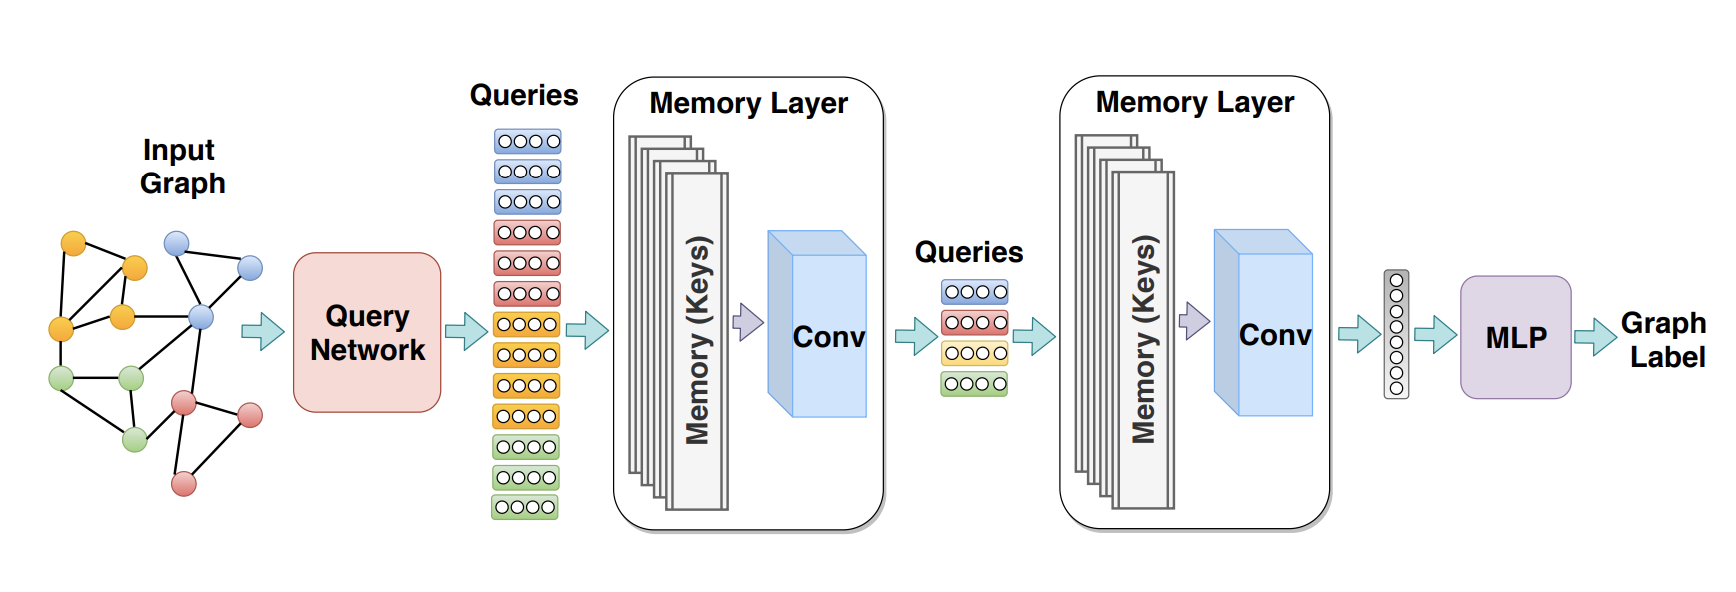 Input
Graph
Query
Network
Queries
Memory Layer
Memory (Keys)
Conv
Queries
Memory Layer
Memory (Keys)
Conv
MLP
Graph
Label